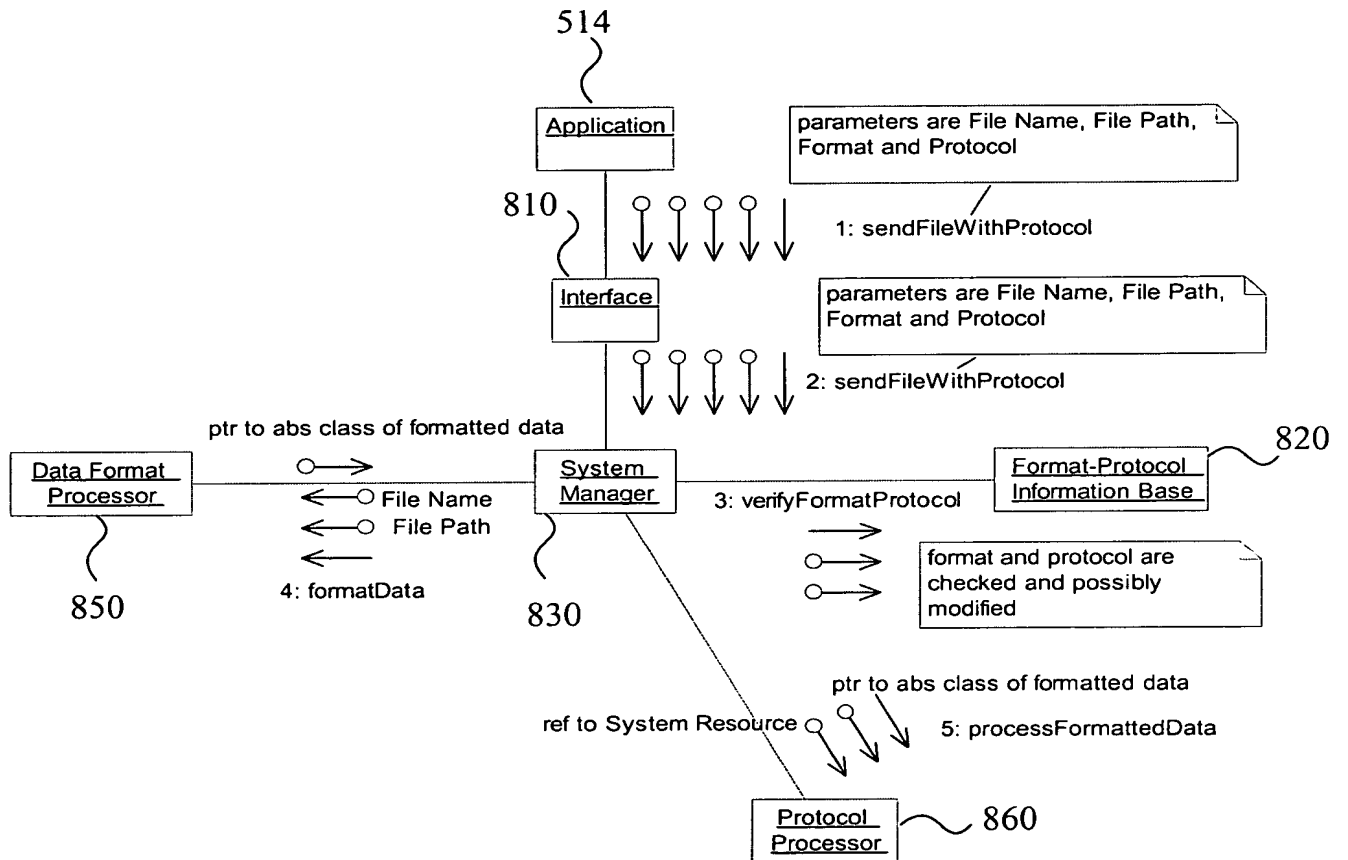 514
Application
parameters are File Name, File Path,
Format and Protocol
810
1: sendFileWithProtocol
Interface
parameters are File Name, File Path,
Format and Protocol
2: sendFileWithProtocol
ptr to abs class of formatted data
820
Data Format
Processor
System
Manager
Format-Protocol
Information Base
File Name
File Path
3: verifyFormatProtocol
4: formatData
format and protocol are
checked and possibly
modified
850
830
ptr to abs class of formatted data
ref to System Resource
5: processFormattedData
Protocol
Processor
860